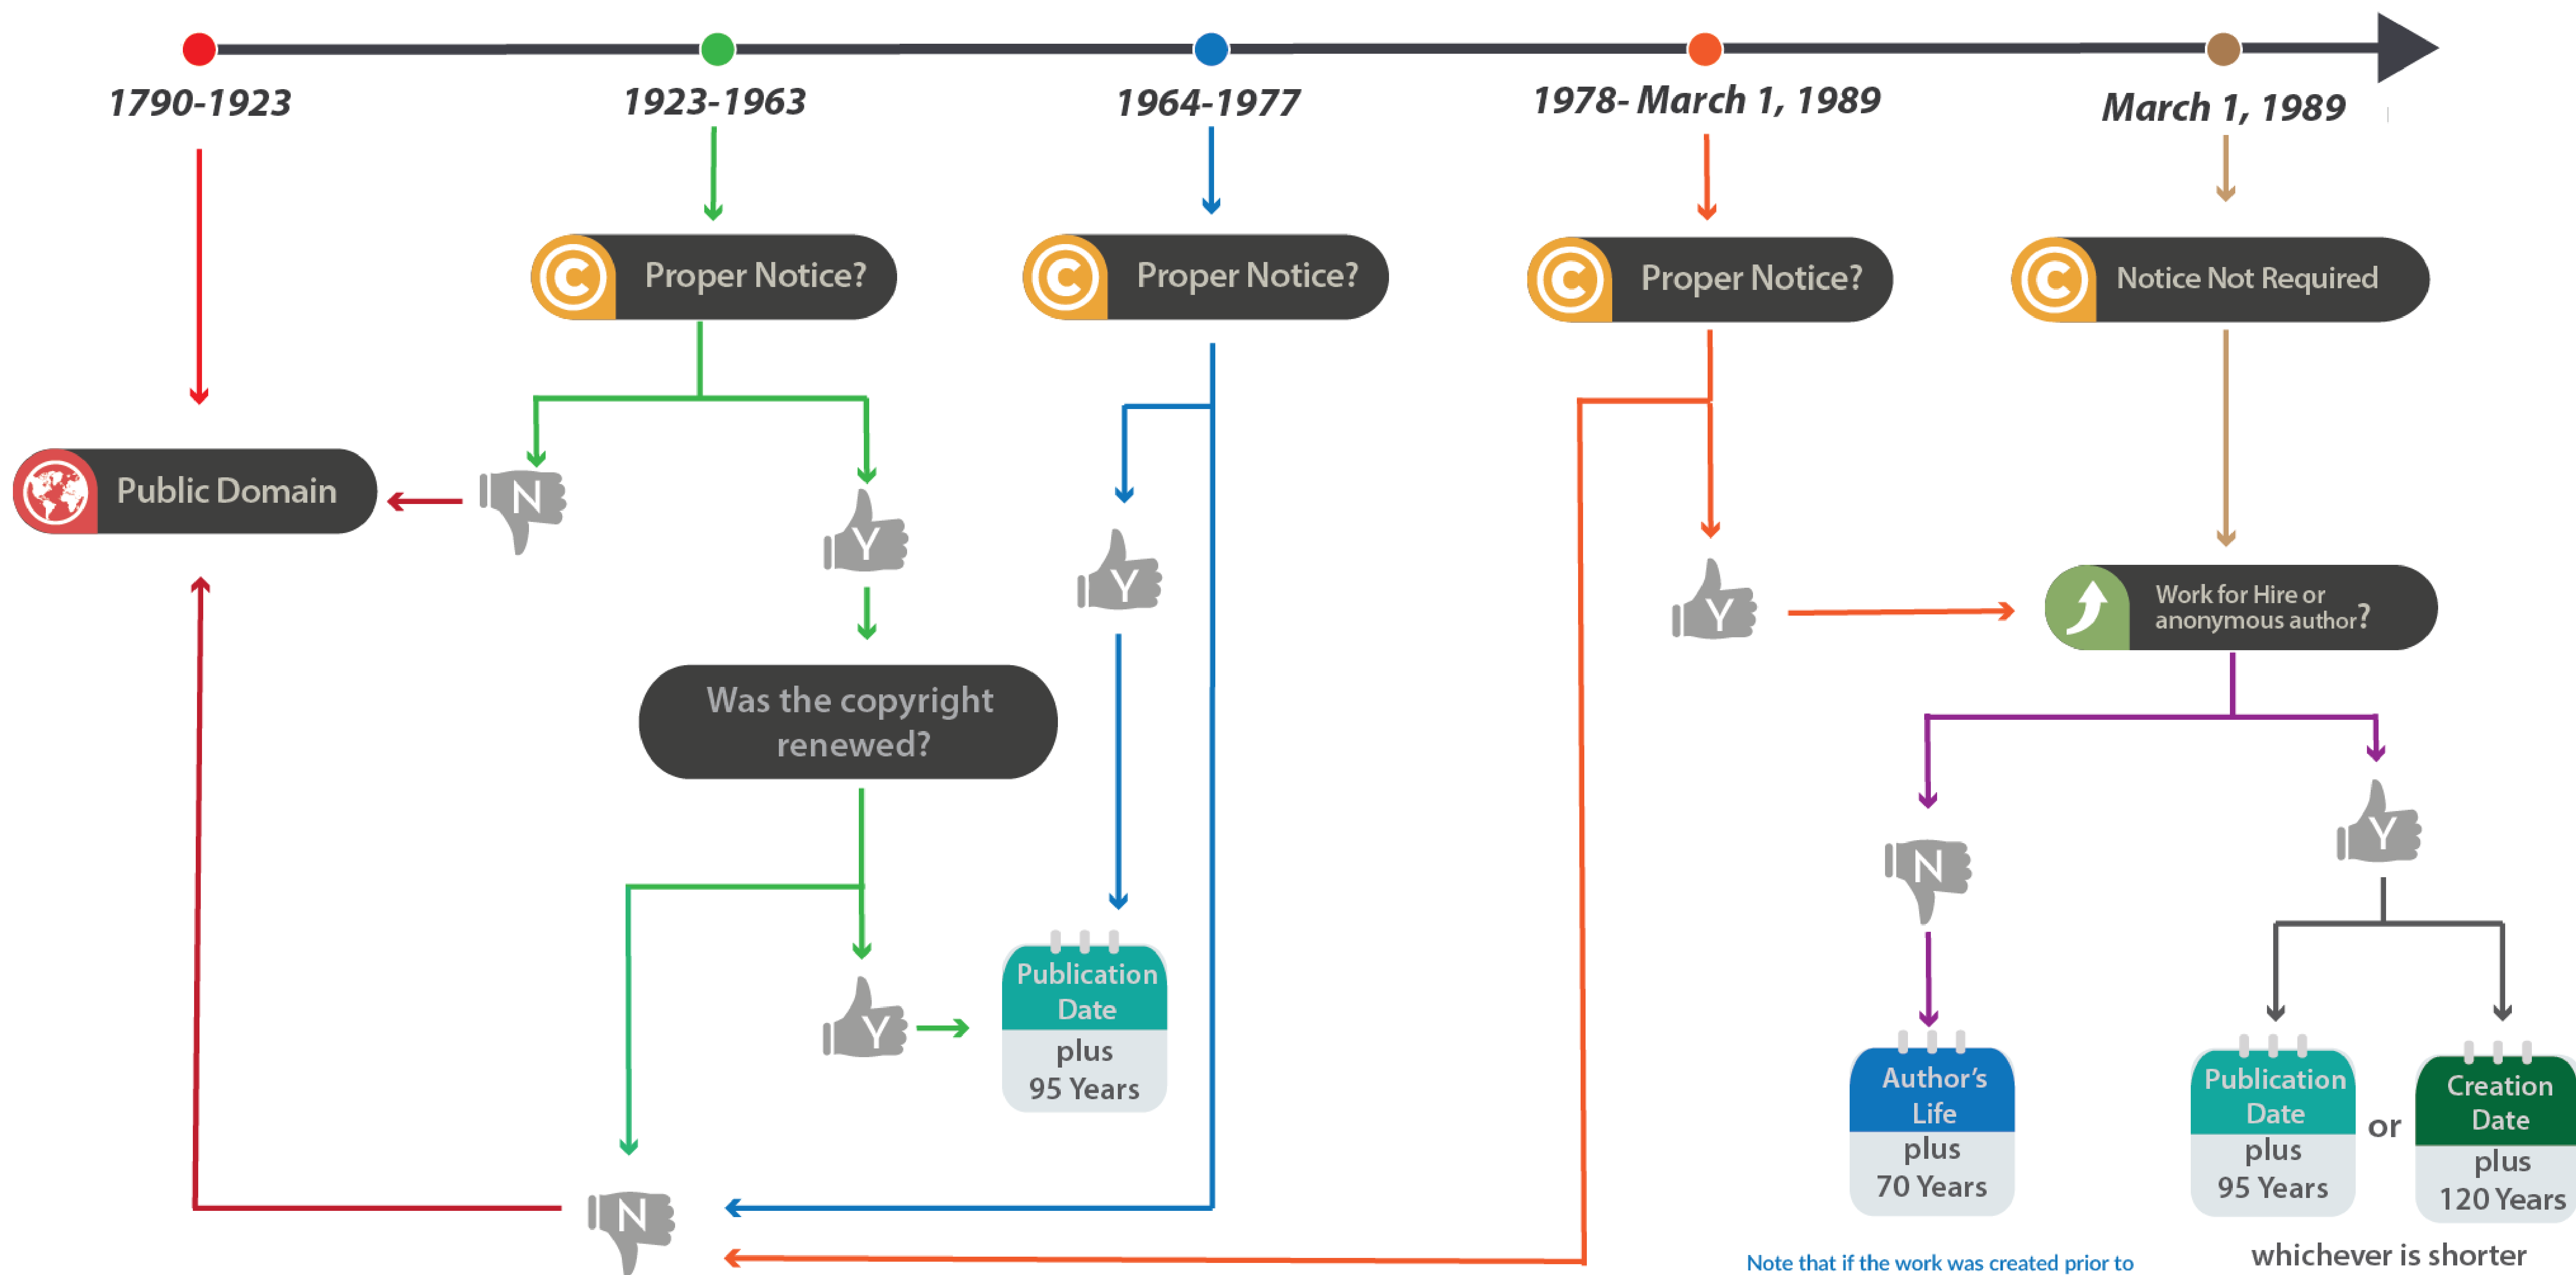 1790-1923
1923-1963
1964-1977
1978- March 1, 1989
March 1, 1989
C
Proper Notice?
C
Proper Notice?
C
Proper Notice?
C
Notice Not Required
Public Domain
N
Y
Y
Y
Work for Hire or
anonymous author?
Was the copyright
renewed?
N
Y
Y
Publication
Date
plus
95 Years
Author's
Life
plus
70 Years
Publication
Date
plus
95 Years
or
Creation
Date
plus
120 Years
N
whichever is shorter
Note that if the work was created prior to